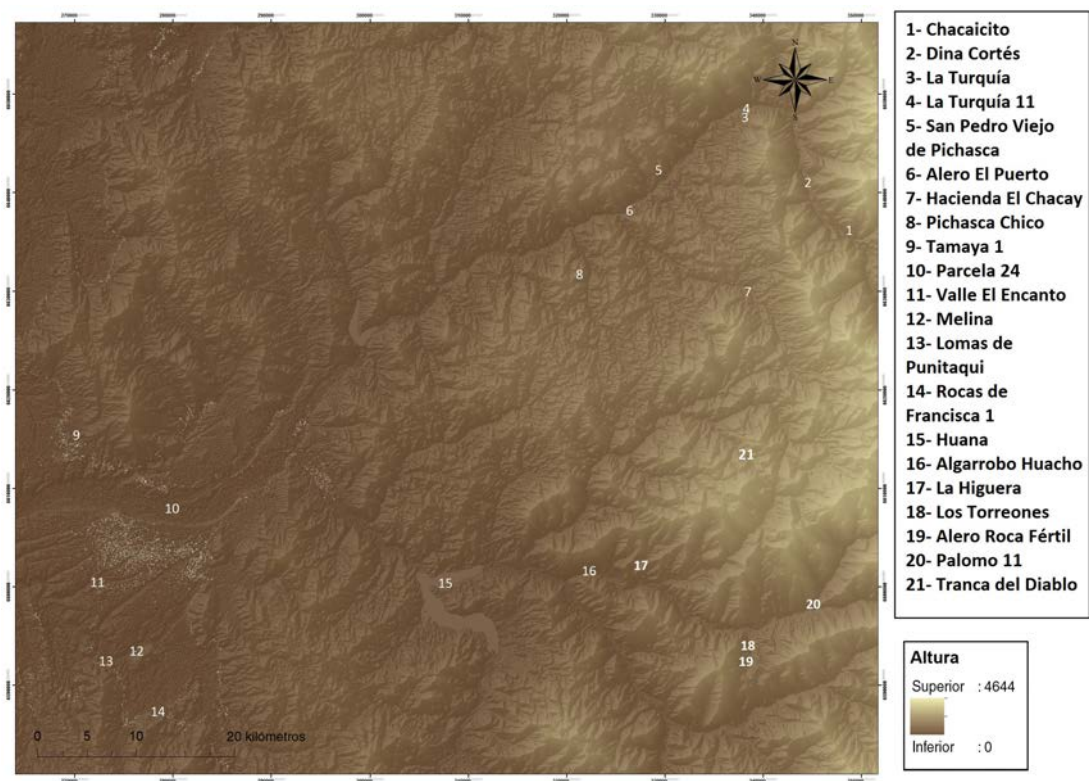 1- Chacaicito
2- Dina Cortés
3- La Turquía
4- La Turquía 11
5- San Pedro Viejo
de Pichasca
6- Alero El Puerto
7- Hacienda El Chacay
8- Pichasca Chico
9- Tamaya 1
10- Parcela 24
11- Valle El Encanto
12- Melina
13- Lomas de
Punitaqui
14- Rocas de
Francisca 1
15- Huana
16- Algarrobo Huacho
17- La Higuera
18- Los Torreones
19- Alero Roca Fértil
20- Palomo 11
21- Tranca del Diablo
N
W E
S
4
3
5
2
6
1
8
7
9
21
10
17
16
11
15
20
18
12
13
19
14
0 5 10 20 kilómetros
Altura
Superior : 4644
Inferior : 0